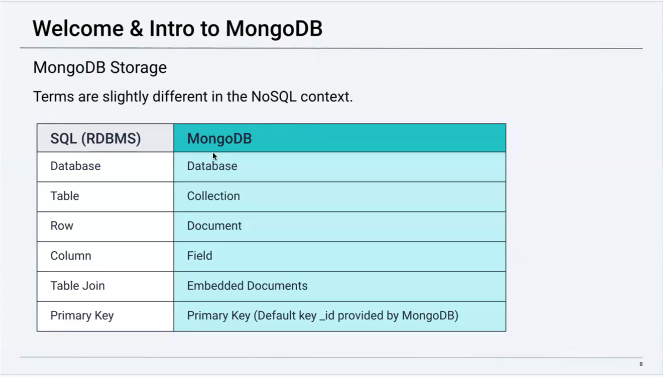 Welcome & Intro to MongoDB
MongoDB Storage
Terms are slightly different in the NoSQL context.
SQL (RDBMS) MongoDB
Database Database
Table Collection
Row Document
Column Field
Table Join Embedded Documents
Primary Key Primary Key (Default key _id provided by MongoDB)
8